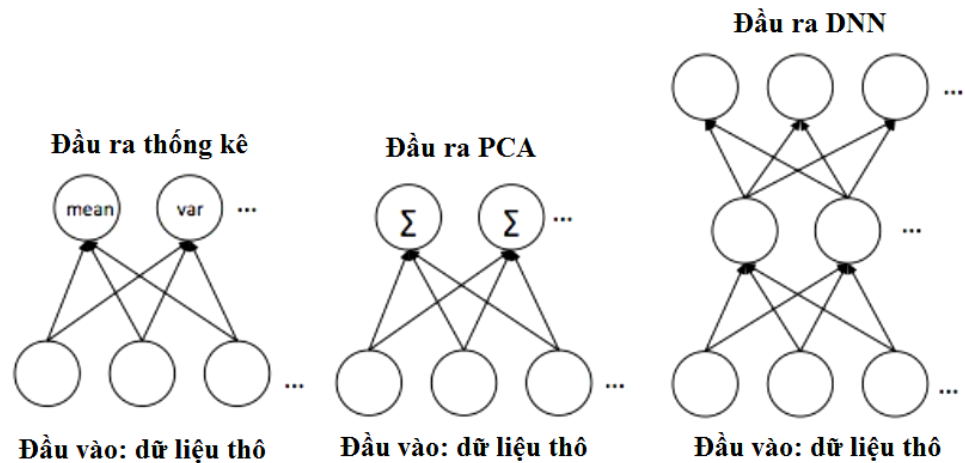 Đầu ra thống kê
mean var ...
...
Đầu vào: dữ liệu thô
Đầu ra PCA
∑ ∑ ...
...
Đầu vào: dữ liệu thô
Đầu ra DNN
...
...
...
Đầu vào: dữ liệu thô